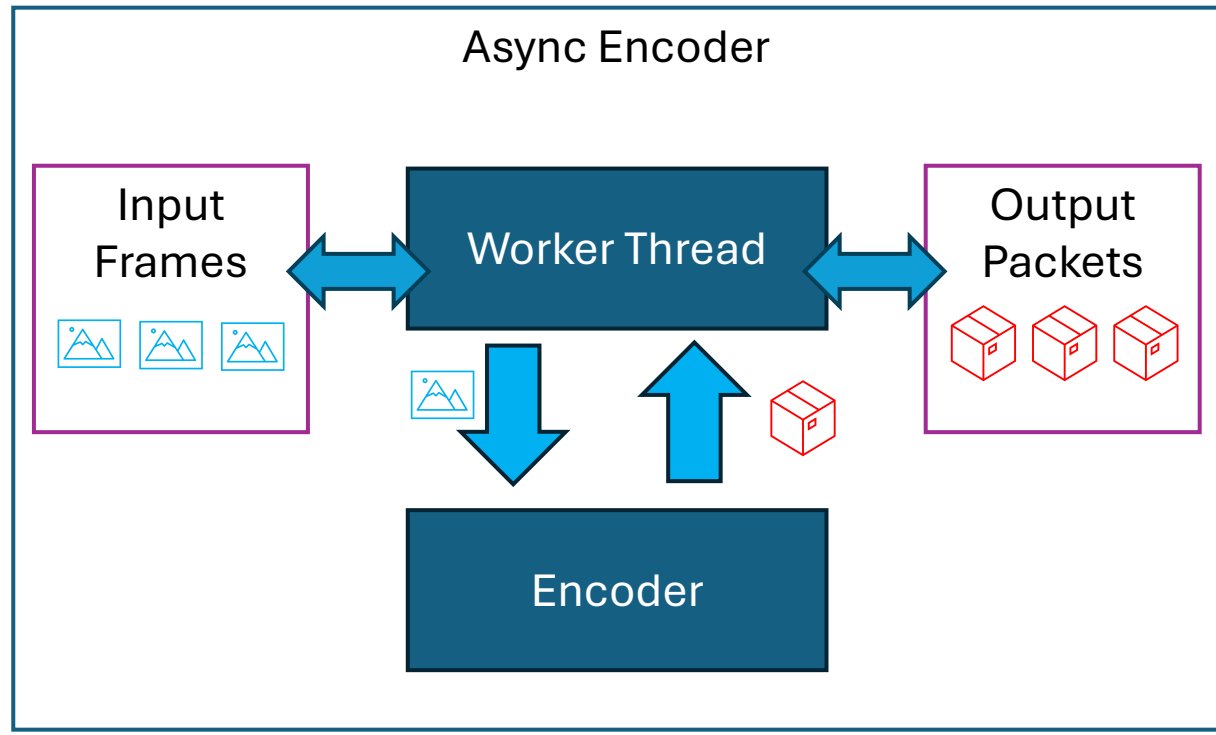 Async Encoder
Input
Frames
Worker Thread
Output
Packets
Encoder